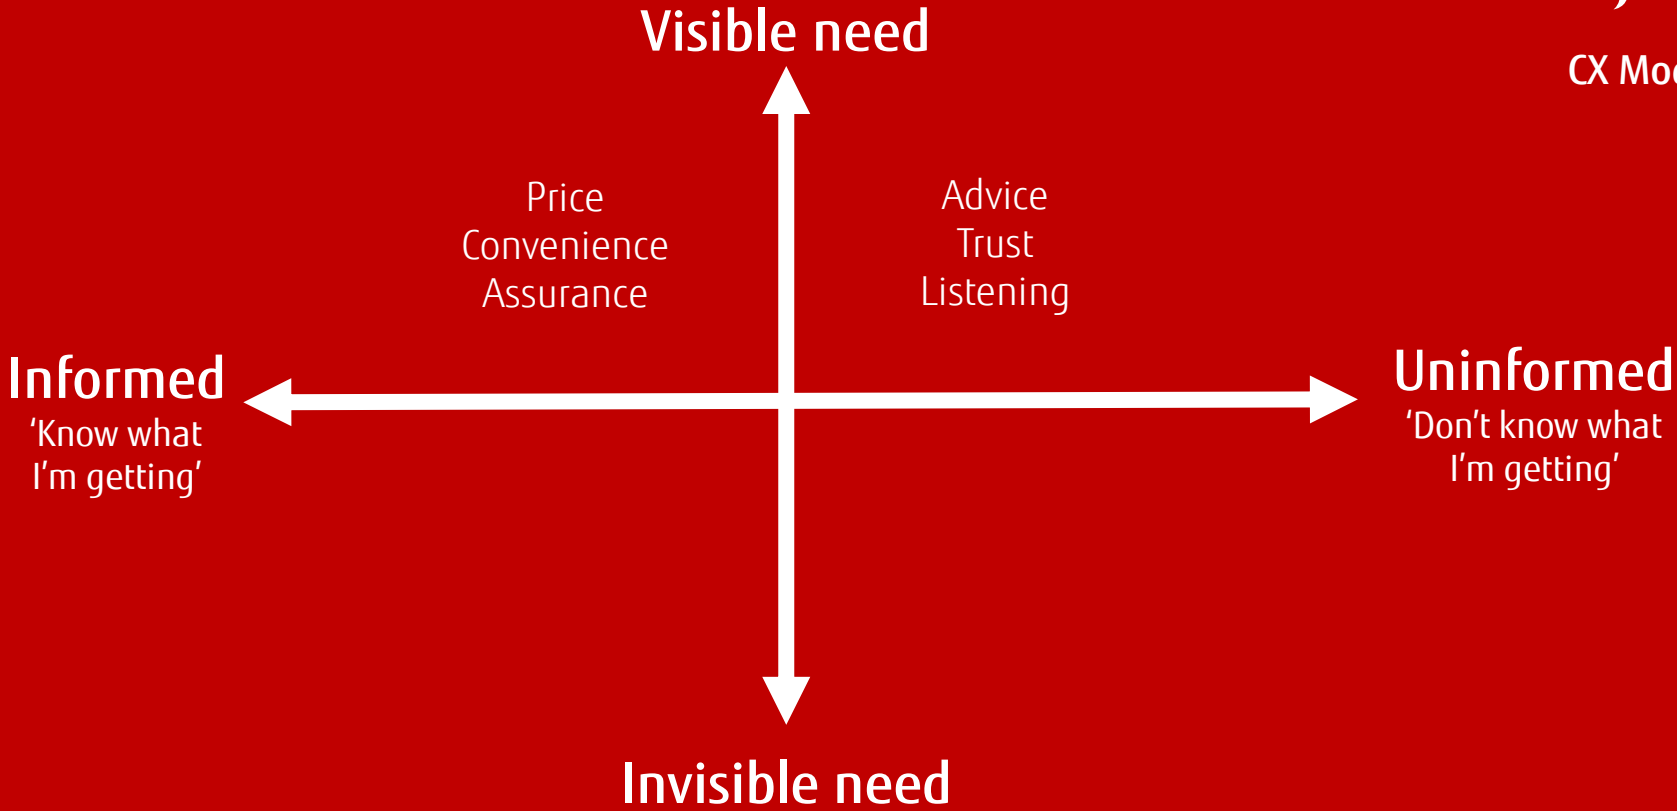 Visible need
CX
Price
Convenience
Assurance
Advice
Trust
Listening
Informed
‘Know what
I’m getting’
Uninformed
‘Don’t know what
I’m getting’
Invisible need